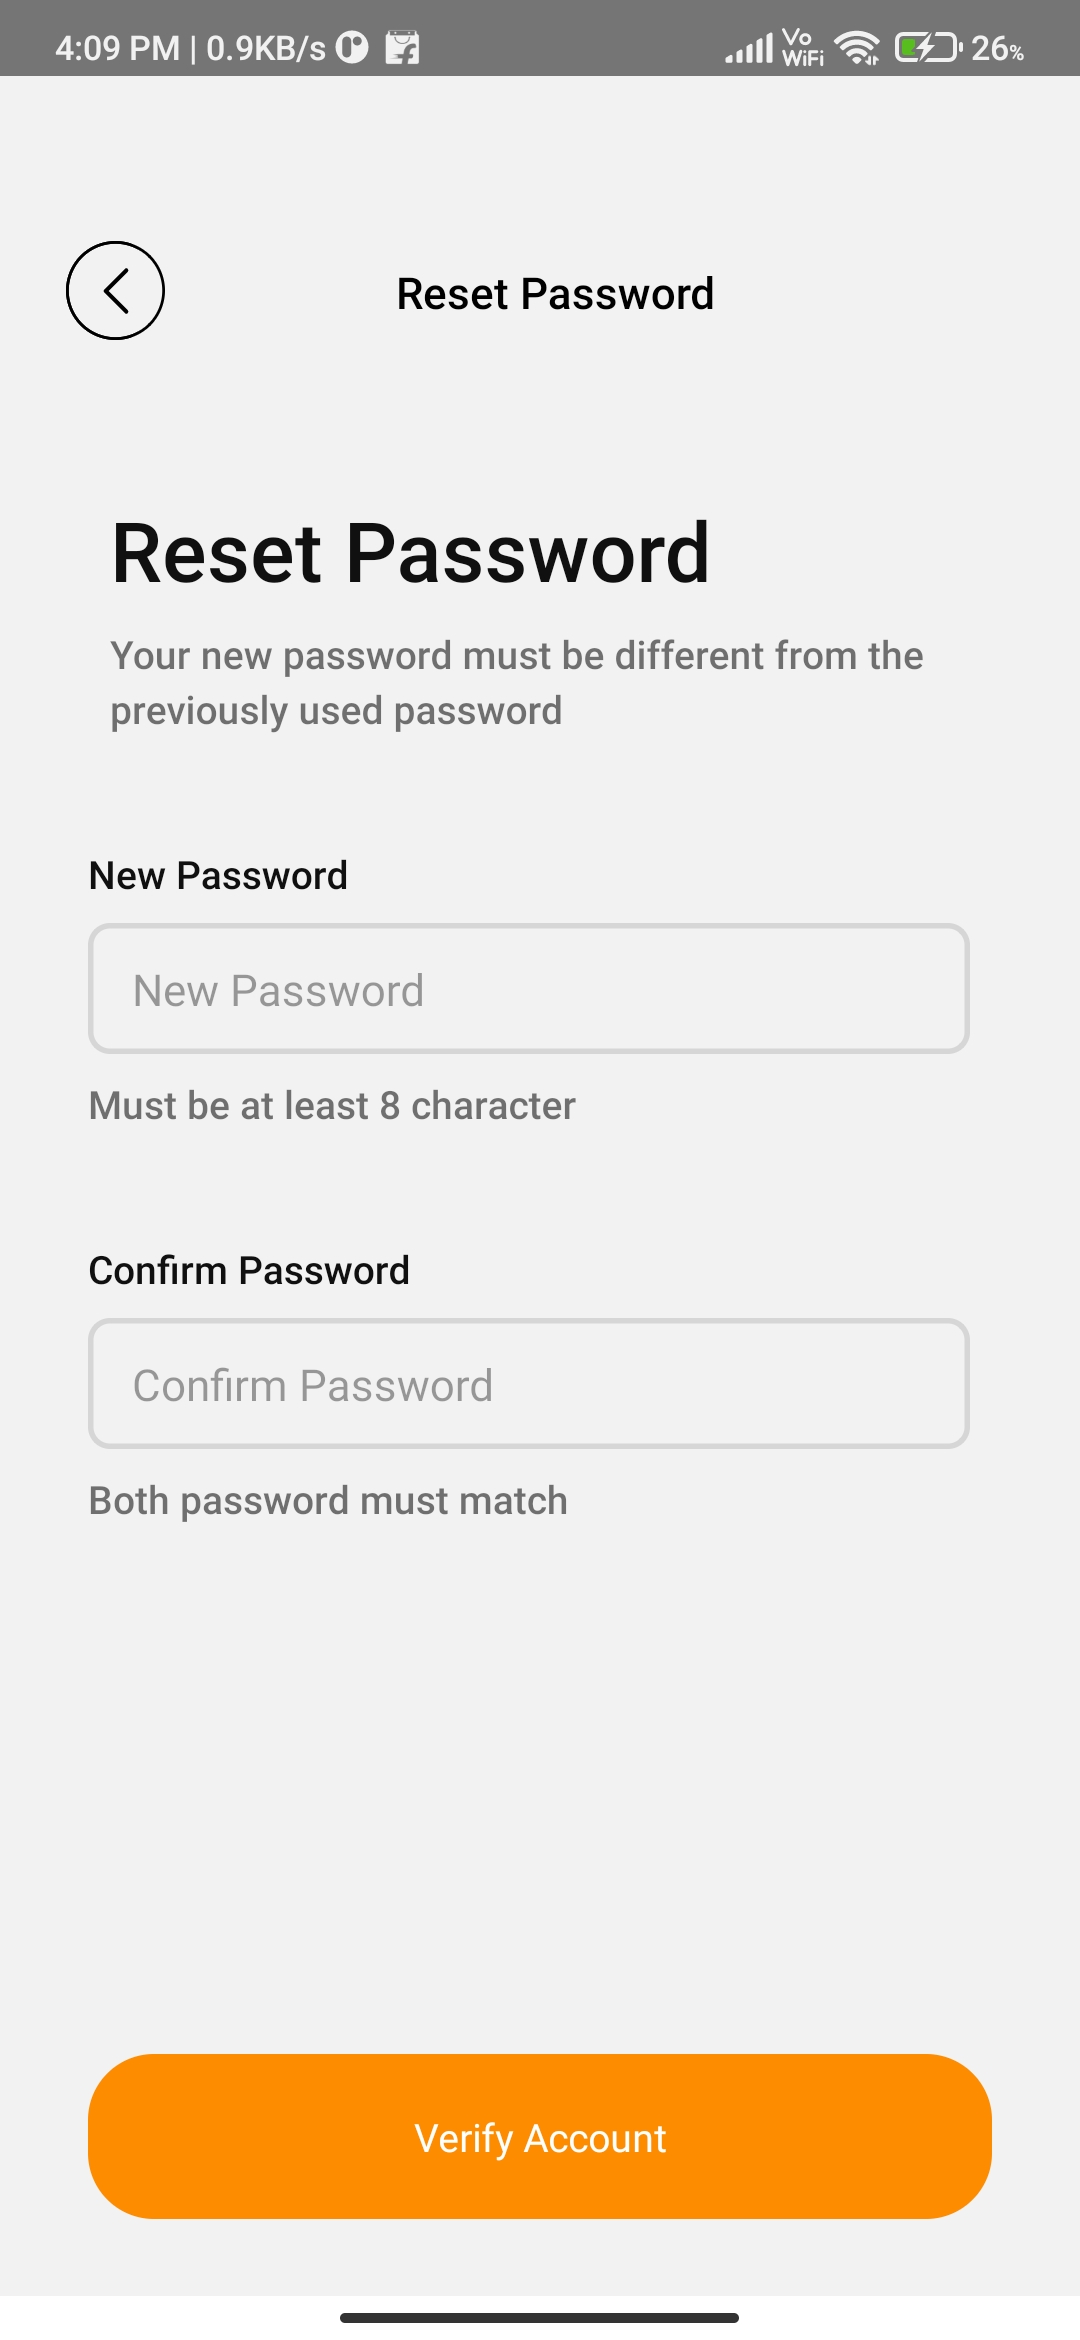 4:09 PM | 0.9KB/s Vo WiFi 26%
Reset Password
Reset Password
Your new password must be different from the
previously used password
New Password
New Password
Must be at least 8 character
Confirm Password
Confirm Password
Both password must match
Verify Account